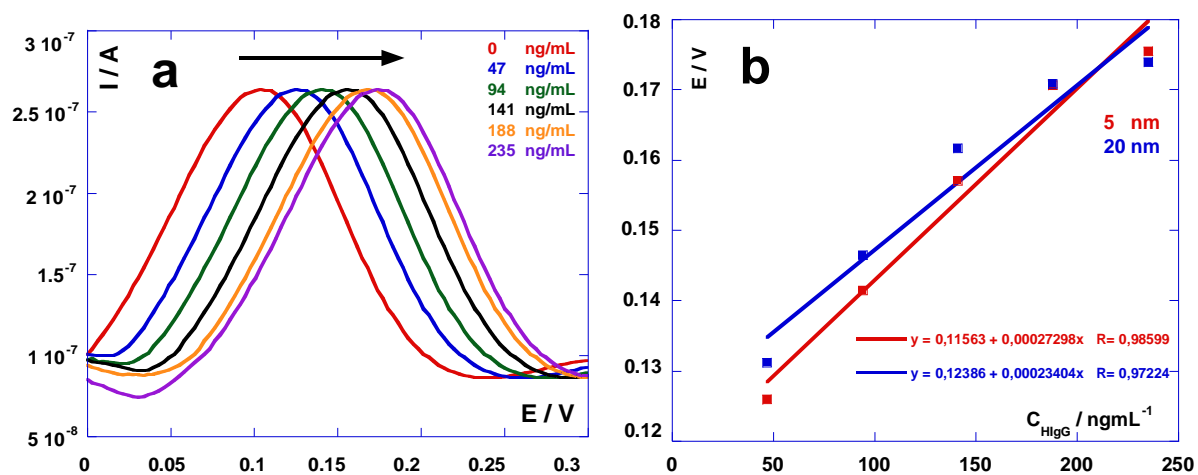 a
I / A
3 10⁻⁷
2.5⁻⁷
2 10⁻⁷
1.5⁻⁷
1 10⁻⁷
5 10⁻⁸
0 ng/mL
47 ng/mL
94 ng/mL
141 ng/mL
188 ng/mL
235 ng/mL
E / V
0 0.05 0.1 0.15 0.2 0.25 0.3
b
E / V
0.18
0.17
0.16
0.15
0.14
0.13
0.12
5 nm
20 nm
y = 0,11563 + 0,00027298x R= 0,98599
y = 0,12386 + 0,00023404x R= 0,97224
C_HIgG / ngmL⁻¹
0 50 100 150 200 250